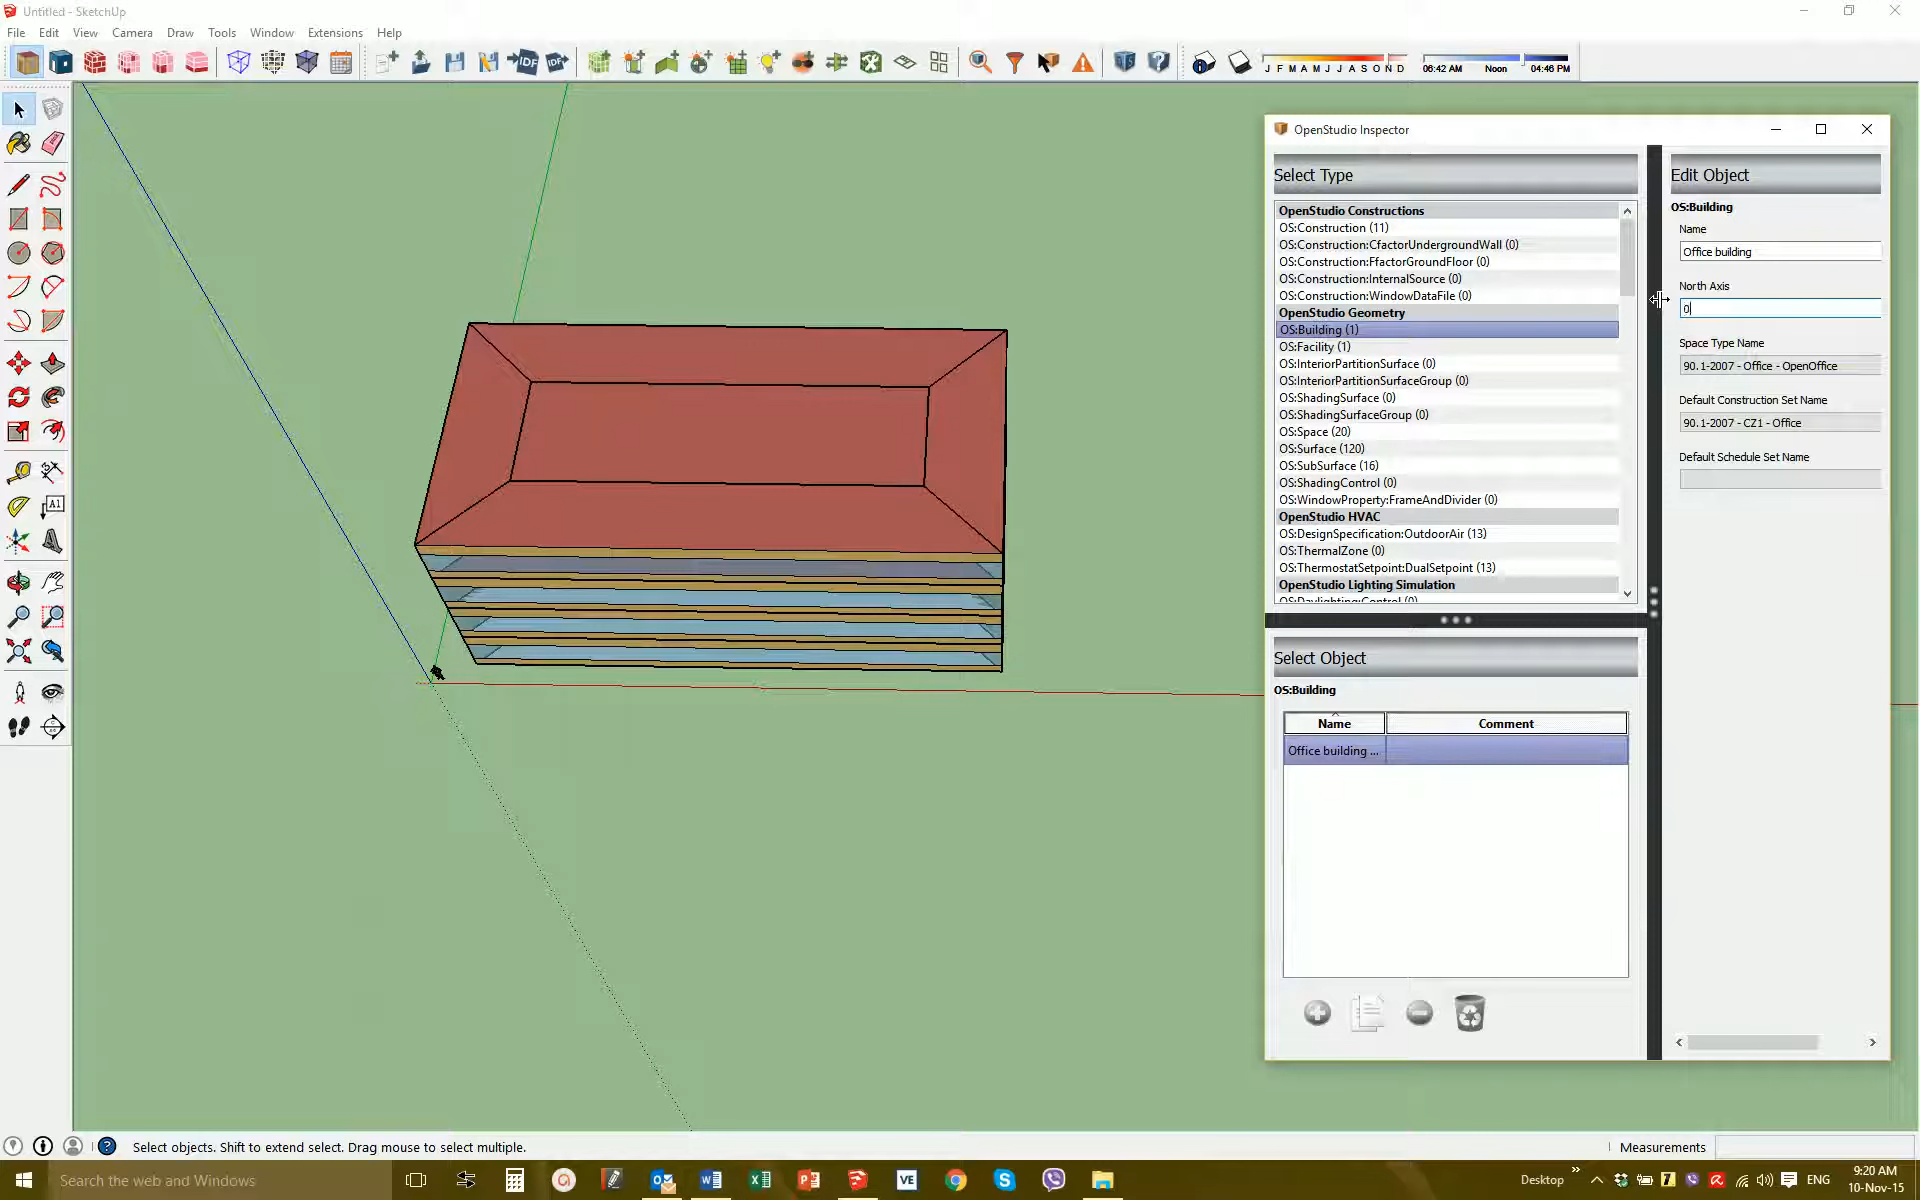 Untitled - SketchUp
File Edit View Camera Draw Tools Window Extensions Help
IDF IDF
J F M A M J J A S O N D
06:42 AM Noon 04:46 PM
A1
OpenStudio Inspector
Select Type
OpenStudio Constructions
OS:Construction (11)
OS:Construction:CfactorUndergroundWall (0)
OS:Construction:FfactorGroundFloor (0)
OS:Construction:InternalSource (0)
OS:Construction:WindowDataFile (0)
OpenStudio Geometry
OS:Building (1)
OS:Facility (1)
OS:InteriorPartitionSurface (0)
OS:InteriorPartitionSurfaceGroup (0)
OS:ShadingSurface (0)
OS:ShadingSurfaceGroup (0)
OS:Space (20)
OS:Surface (120)
OS:SubSurface (16)
OS:ShadingControl (0)
OS:WindowProperty:FrameAndDivider (0)
OpenStudio HVAC
OS:DesignSpecification:OutdoorAir (13)
OS:ThermalZone (0)
OS:ThermostatSetpoint:DualSetpoint (13)
OpenStudio Lighting Simulation
OS:Daylighting:Control (0)
Select Object
OS:Building
Name Comment
Office building ...
Edit Object
OS:Building
Name
Office building
North Axis
0
Space Type Name
90.1-2007 - Office - OpenOffice
Default Construction Set Name
90.1-2007 - CZ1 - Office
Default Schedule Set Name
Select objects. Shift to extend select. Drag mouse to select multiple.
Measurements
Search the web and Windows
VE
Desktop
ENG
9:20 AM
10-Nov-15